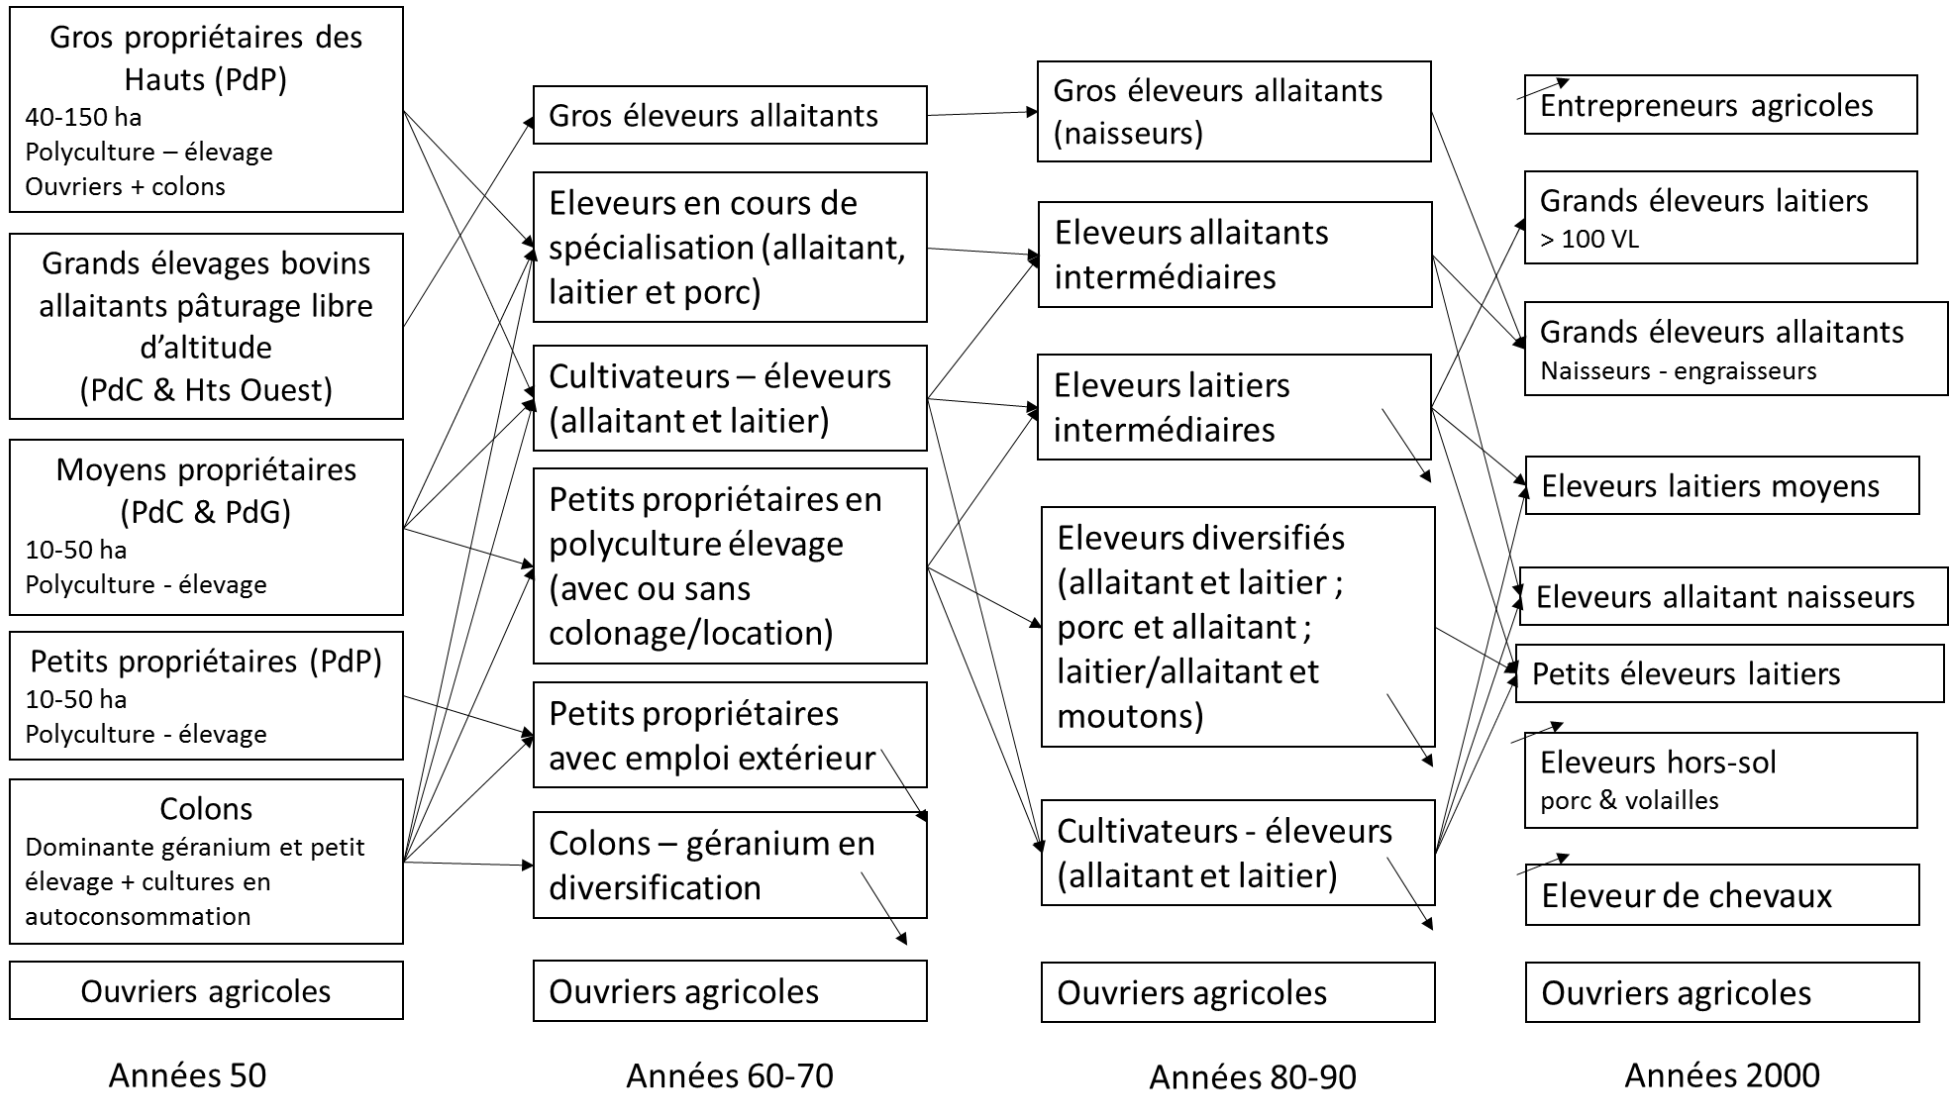 Gros propriétaires des
Hauts (PdP)
40-150 ha
Polyculture – élevage
Ouvriers + colons
Grands élevages bovins
allaitants pâturage libre
d’altitude
(PdC & Hts Ouest)
Moyens propriétaires
(PdC & PdG)
10-50 ha
Polyculture - élevage
Petits propriétaires (PdP)
10-50 ha
Polyculture - élevage
Colons
Dominante géranium et petit
élevage + cultures en
autoconsommation
Ouvriers agricoles
Années 50
Gros éleveurs allaitants
Eleveurs en cours de
spécialisation (allaitant,
laitier et porc)
Cultivateurs – éleveurs
(allaitant et laitier)
Petits propriétaires en
polyculture élevage
(avec ou sans
colonage/location)
Petits propriétaires
avec emploi extérieur
Colons – géranium en
diversification
Ouvriers agricoles
Années 60-70
Gros éleveurs allaitants
(naisseurs)
Eleveurs allaitants
intermédiaires
Eleveurs laitiers
intermédiaires
Eleveurs diversifiés
(allaitant et laitier ;
porc et allaitant ;
laitier/allaitant et
moutons)
Cultivateurs - éleveurs
(allaitant et laitier)
Ouvriers agricoles
Années 80-90
Entrepreneurs agricoles
Grands éleveurs laitiers
> 100 VL
Grands éleveurs allaitants
Naisseurs - engraisseurs
Eleveurs laitiers moyens
Eleveurs allaitant naisseurs
Petits éleveurs laitiers
Eleveurs hors-sol
porc & volailles
Eleveur de chevaux
Ouvriers agricoles
Années 2000